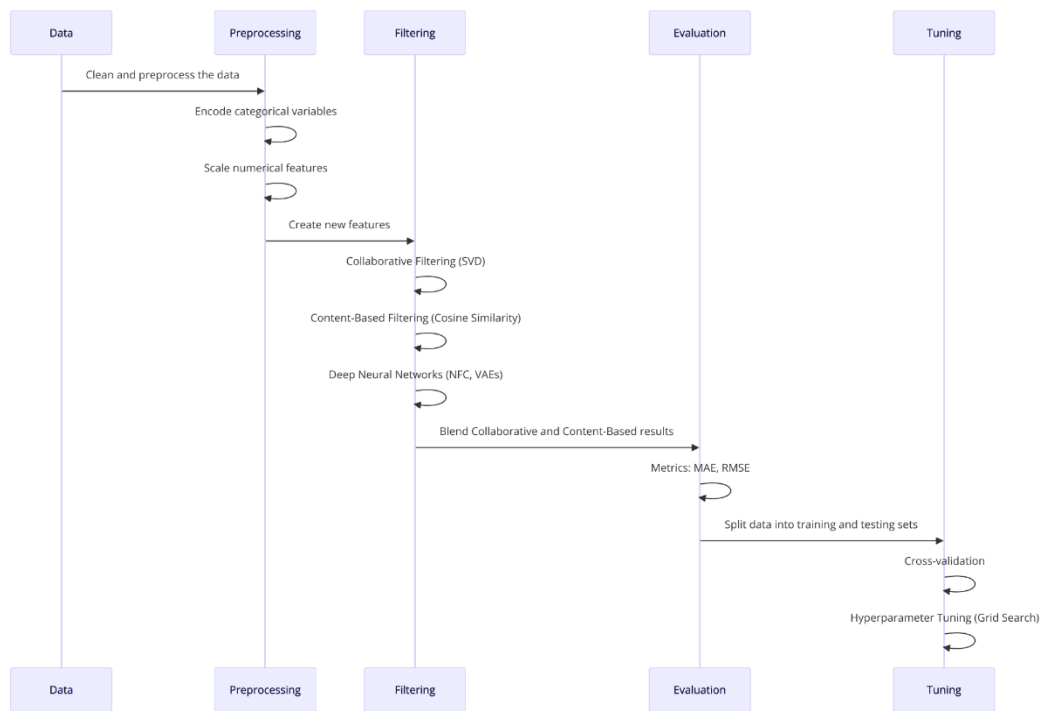 Data
Preprocessing
Filtering
Evaluation
Tuning
Clean and preprocess the data
Encode categorical variables
Scale numerical features
Create new features
Collaborative Filtering (SVD)
Content-Based Filtering (Cosine Similarity)
Deep Neural Networks (NFC, VAEs)
Blend Collaborative and Content-Based results
Metrics: MAE, RMSE
Split data into training and testing sets
Cross-validation
Hyperparameter Tuning (Grid Search)
Data
Preprocessing
Filtering
Evaluation
Tuning